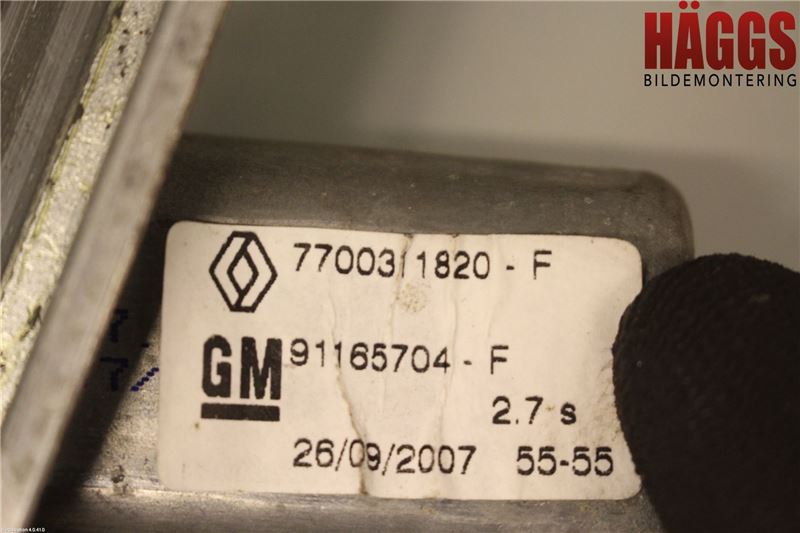 HÄGGS
BILDEMONTERING
7700311820 - F
GM 91165704 - F
2.7 s
26/09/2007 55-55